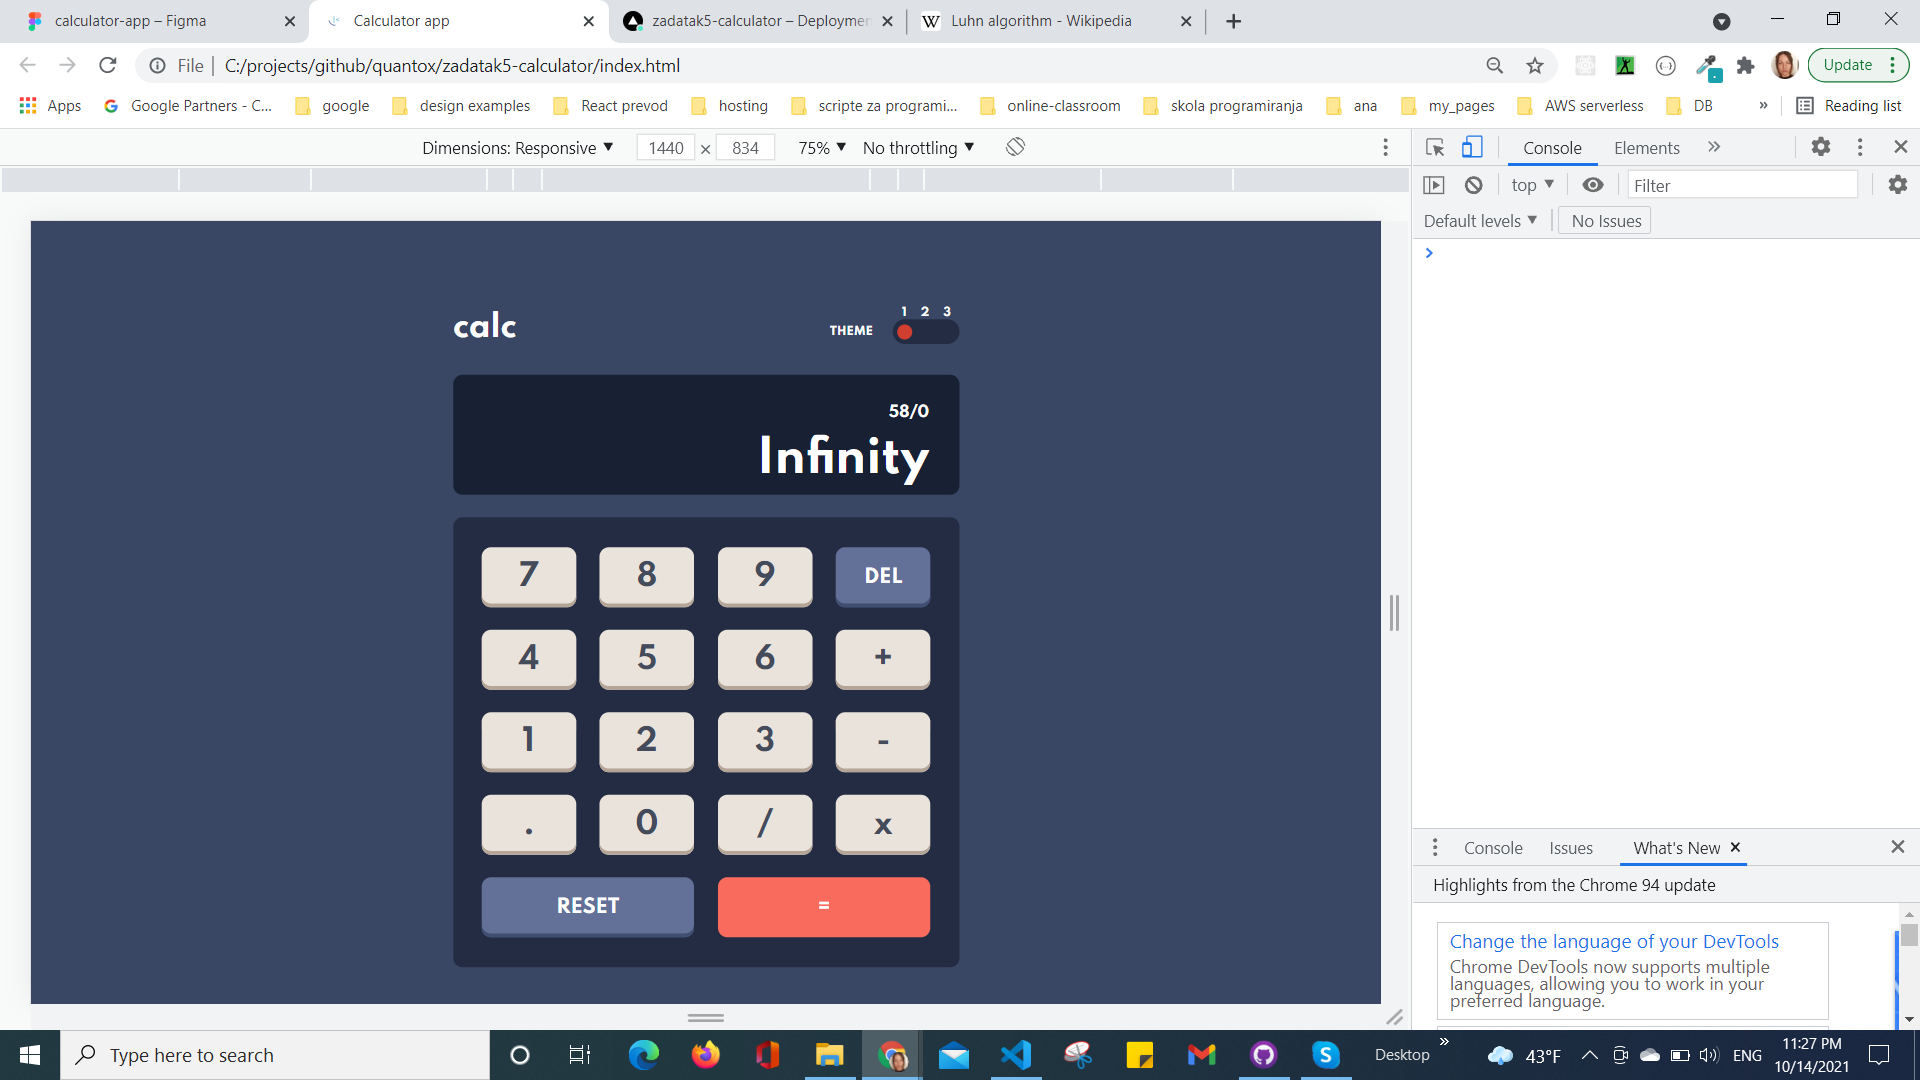 calculator-app – Figma
Calculator app
zadatak5-calculator – Deploymen
Luhn algorithm - Wikipedia
File
C:/projects/github/quantox/zadatak5-calculator/index.html
Update
Apps
Google Partners - C...
google
design examples
React prevod
hosting
scripte za programi...
online-classroom
skola programiranja
ana
my_pages
AWS serverless
DB
»
Reading list
Dimensions: Responsive
1440 × 834
75%
No throttling
Console
Elements
top
Filter
Default levels
No Issues
calc
THEME
1 2 3
58/0
Infinity
7 8 9 DEL
4 5 6 +
1 2 3 -
. 0 / x
RESET =
Console
Issues
What's New
Highlights from the Chrome 94 update
Change the language of your DevTools
Chrome DevTools now supports multiple
languages, allowing you to work in your
preferred language.
Type here to search
Desktop
43°F
ENG
11:27 PM
10/14/2021